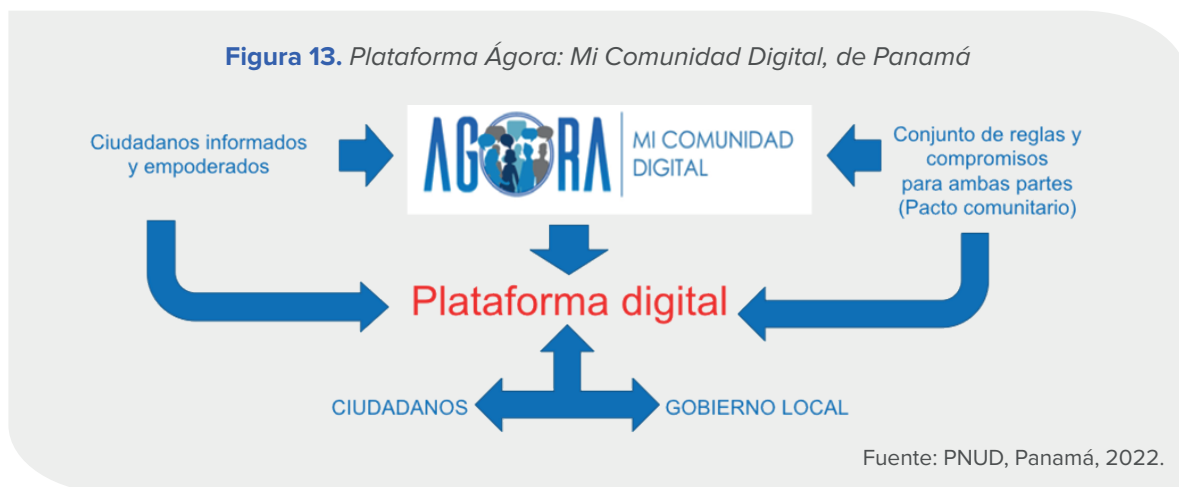 Figura 13. Plataforma Ágora: Mi Comunidad Digital, de Panamá
Ciudadanos informados
y empoderados
AGORA
MI COMUNIDAD
DIGITAL
Conjunto de reglas y
compromisos
para ambas partes
(Pacto comunitario)
Plataforma digital
CIUDADANOS
GOBIERNO LOCAL
Fuente: PNUD, Panamá, 2022.